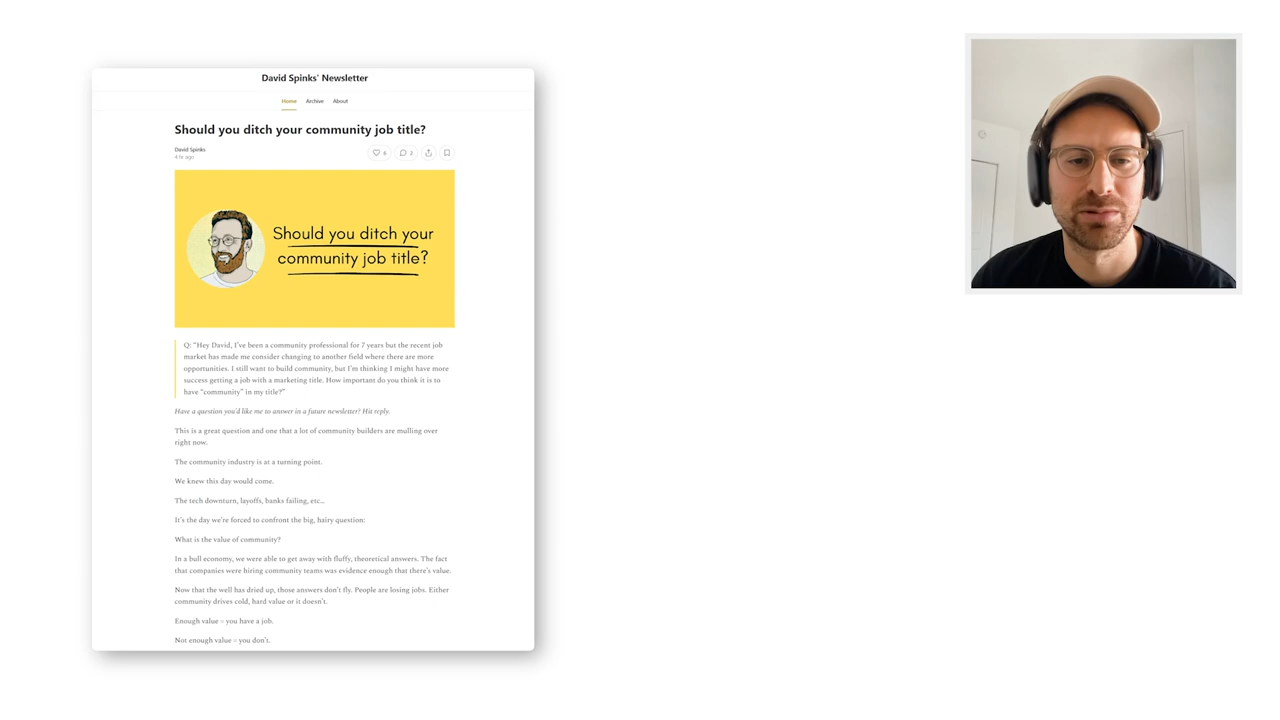 David Spinks' Newsletter
Home Archive About
Should you ditch your community job title?
David Spinks
4 hr ago
6 2
Should you ditch your
community job title?
Q: “Hey David, I’ve been a community professional for 7 years but the recent job
market has made me consider changing to another field where there are more
opportunities. I still want to build community, but I’m thinking I might have more
success getting a job with a marketing title. How important do you think it is to
have “community” in my title?”
Have a question you’d like me to answer in a future newsletter? Hit reply.
This is a great question and one that a lot of community builders are mulling over
right now.
The community industry is at a turning point.
We knew this day would come.
The tech downturn, layoffs, banks failing, etc…
It’s the day we’re forced to confront the big, hairy question:
What is the value of community?
In a bull economy, we were able to get away with fluffy, theoretical answers. The fact
that companies were hiring community teams was evidence enough that there’s value.
Now that the well has dried up, those answers don’t fly. People are losing jobs. Either
community drives cold, hard value or it doesn’t.
Enough value = you have a job.
Not enough value = you don’t.